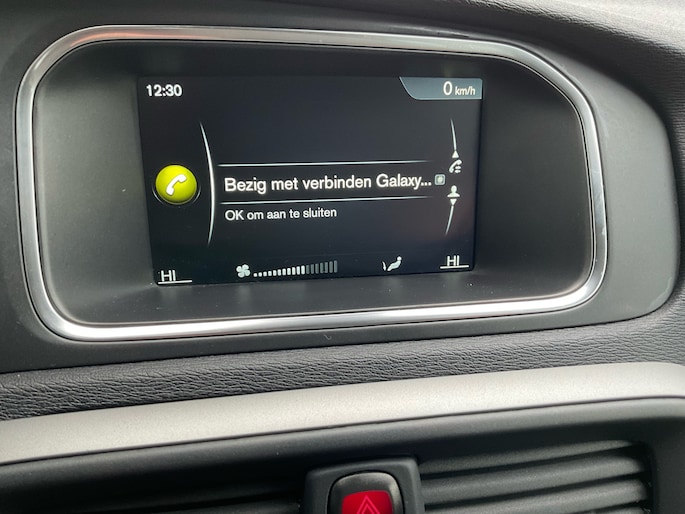 12:30
0 km/h
Bezig met verbinden Galaxy...
OK om aan te sluiten
HI
HI